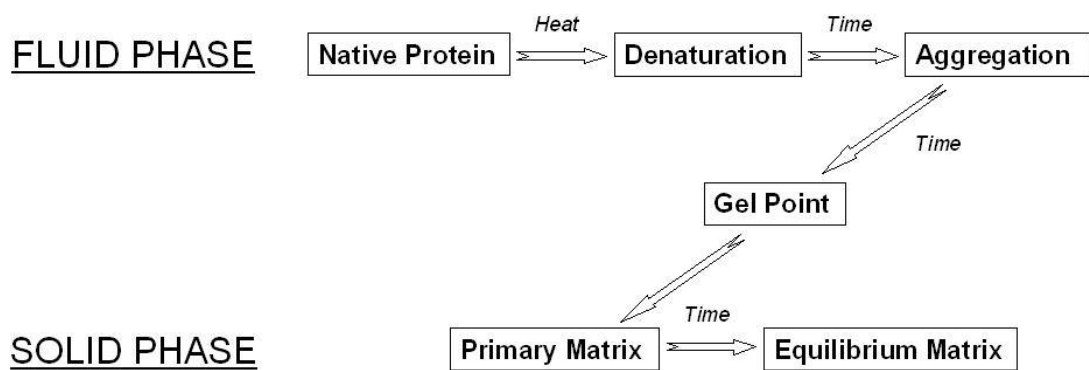 Heat
Time
FLUID PHASE
Native Protein
Denaturation
Aggregation
Time
Gel Point
Time
SOLID PHASE
Primary Matrix
Equilibrium Matrix